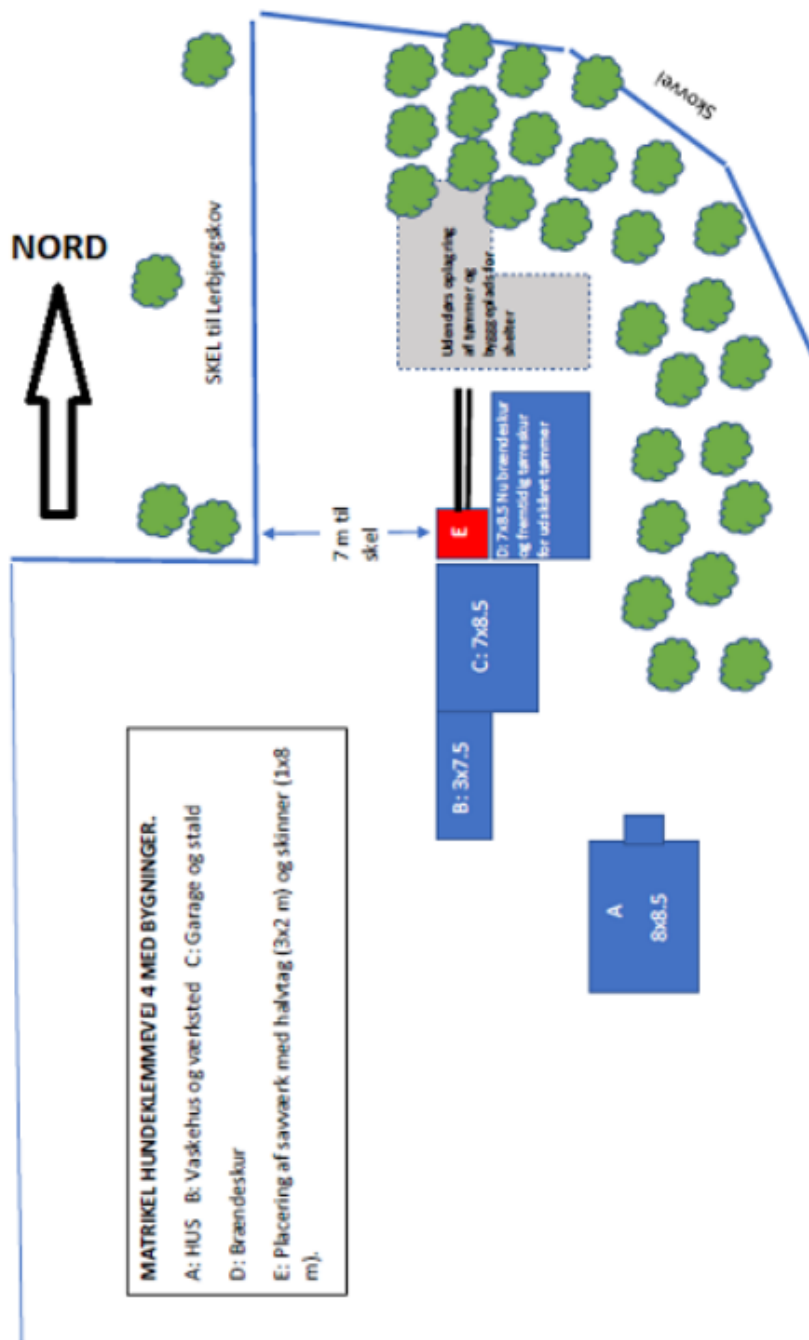 NORD
SKEL til Lerbjergskov
Skovvej
Udendørs oplagring
af tømmer og
byggeplads for
shelter
7 m til
skel
E
D: 7x8.5 Nu brændeskur
og fremtidig tørreskur
for udskåret tømmer
C: 7x8.5
B: 3x7.5
A
8x8.5
MATRIKEL HUNDEKLEMMEVEJ 4 MED BYGNINGER.
A: HUS B: Vaskehus og værksted C: Garage og stald
D: Brændeskur
E: Placering af savværk med halvtag (3x2 m) og skinner (1x8
m).